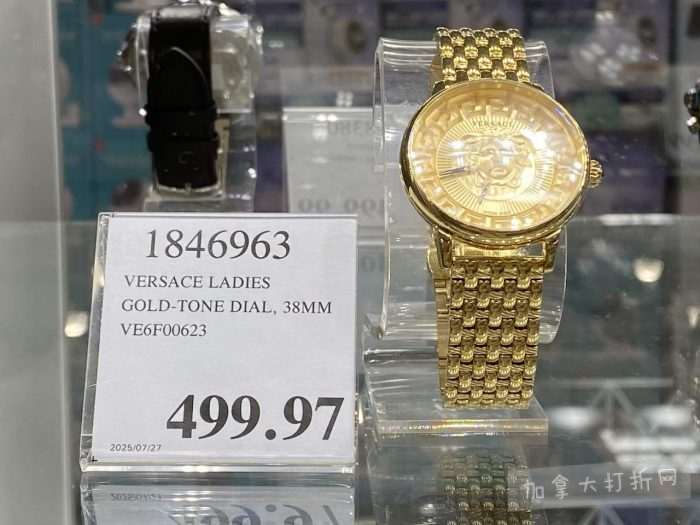 1846963
VERSACE LADIES
GOLD-TONE DIAL, 38MM
VE6F00623
499.97
2025/07/27
加拿大打折网